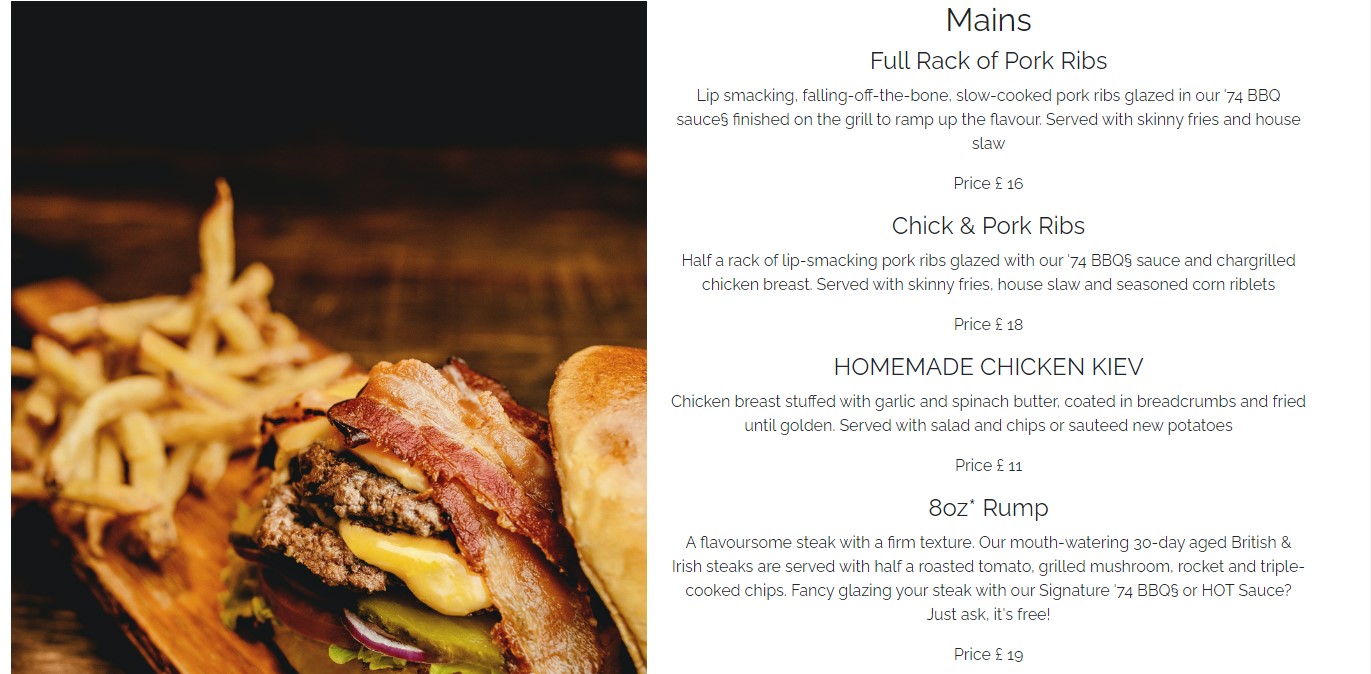 Mains
Full Rack of Pork Ribs
Lip smacking, falling-off-the-bone, slow-cooked pork ribs glazed in our '74 BBQ
sauce§ finished on the grill to ramp up the flavour. Served with skinny fries and house
slaw
Price £ 16
Chick & Pork Ribs
Half a rack of lip-smacking pork ribs glazed with our '74 BBQ§ sauce and chargrilled
chicken breast. Served with skinny fries, house slaw and seasoned corn riblets
Price £ 18
HOMEMADE CHICKEN KIEV
Chicken breast stuffed with garlic and spinach butter, coated in breadcrumbs and fried
until golden. Served with salad and chips or sauteed new potatoes
Price £ 11
8oz* Rump
A flavoursome steak with a firm texture. Our mouth-watering 30-day aged British &
Irish steaks are served with half a roasted tomato, grilled mushroom, rocket and triple-
cooked chips. Fancy glazing your steak with our Signature '74 BBQ§ or HOT Sauce?
Just ask, it's free!
Price £ 19